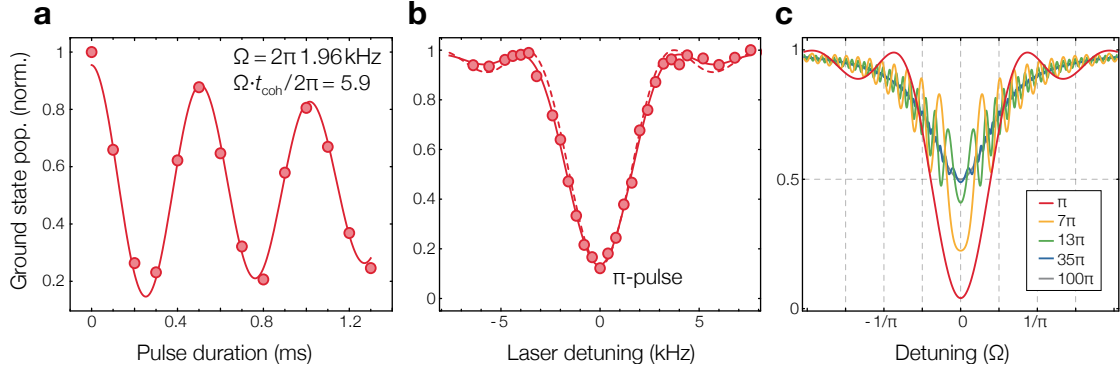 a
Ω = 2π 1.96 kHz
Ω·t_coh/2π = 5.9
Ground state pop. (norm.)
1
0.8
0.6
0.4
0.2
0
0.4
0.8
1.2
Pulse duration (ms)
b
π-pulse
1
0.8
0.6
0.4
0.2
0
-5
0
5
Laser detuning (kHz)
c
1
0.5
0
π
7π
13π
35π
100π
-1/π
0
1/π
Detuning (Ω)